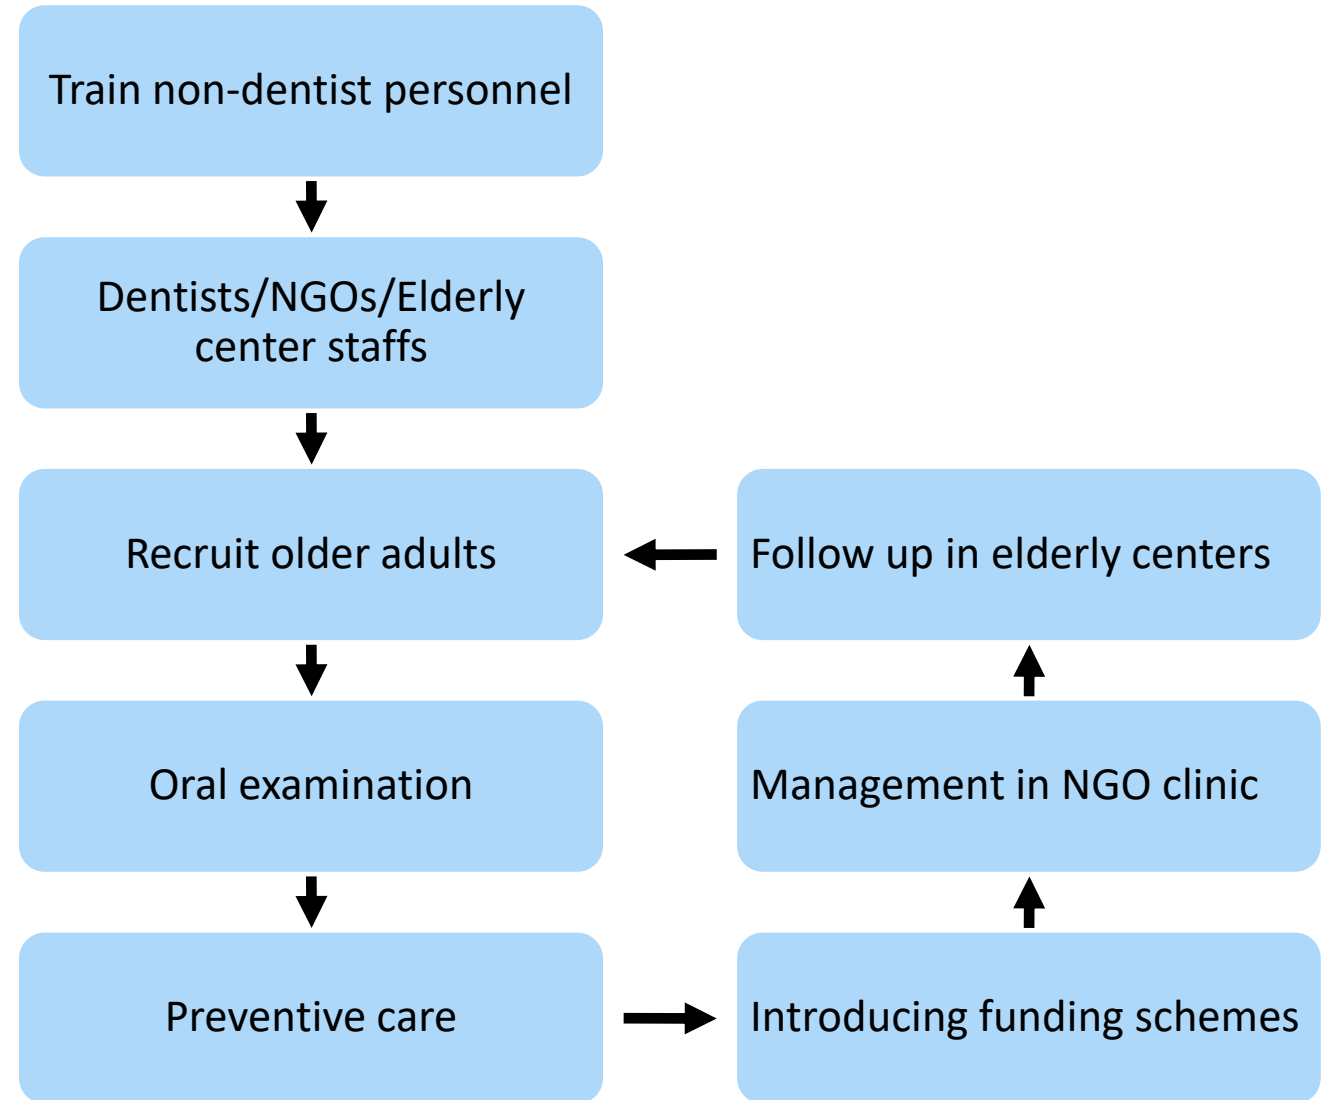 Train non-dentist personnel
Dentists/NGOs/Elderly
center staffs
Recruit older adults
Oral examination
Preventive care
Introducing funding schemes
Management in NGO clinic
Follow up in elderly centers